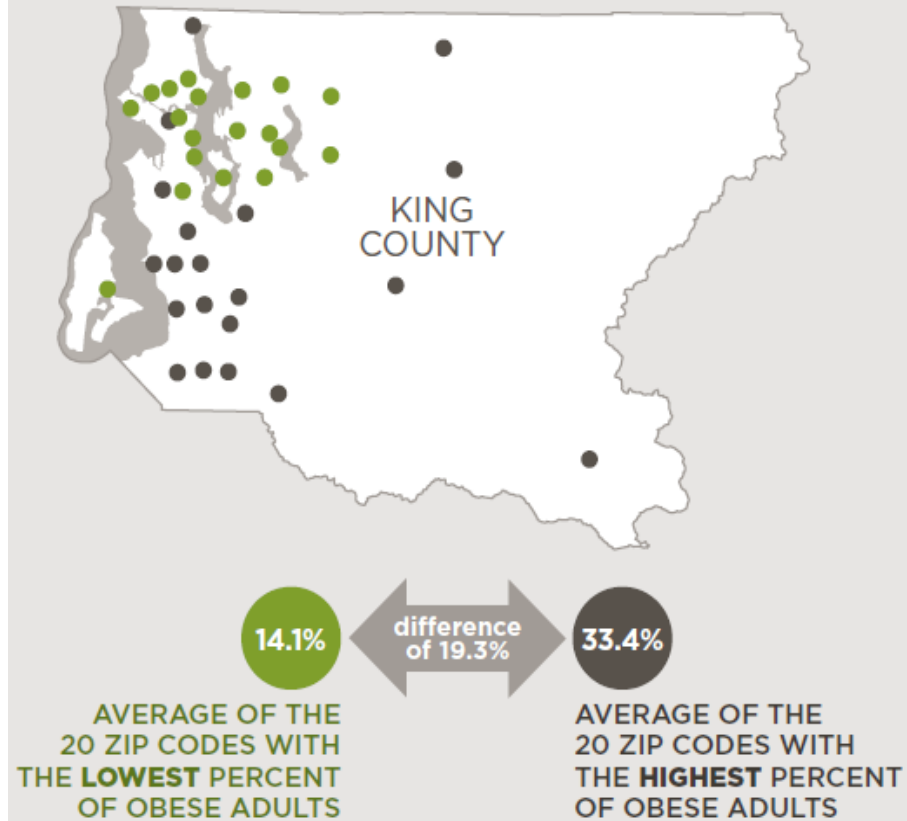 KING
COUNTY
14.1%
difference
of 19.3%
33.4%
AVERAGE OF THE
20 ZIP CODES WITH
THE LOWEST PERCENT
OF OBESE ADULTS
AVERAGE OF THE
20 ZIP CODES WITH
THE HIGHEST PERCENT
OF OBESE ADULTS